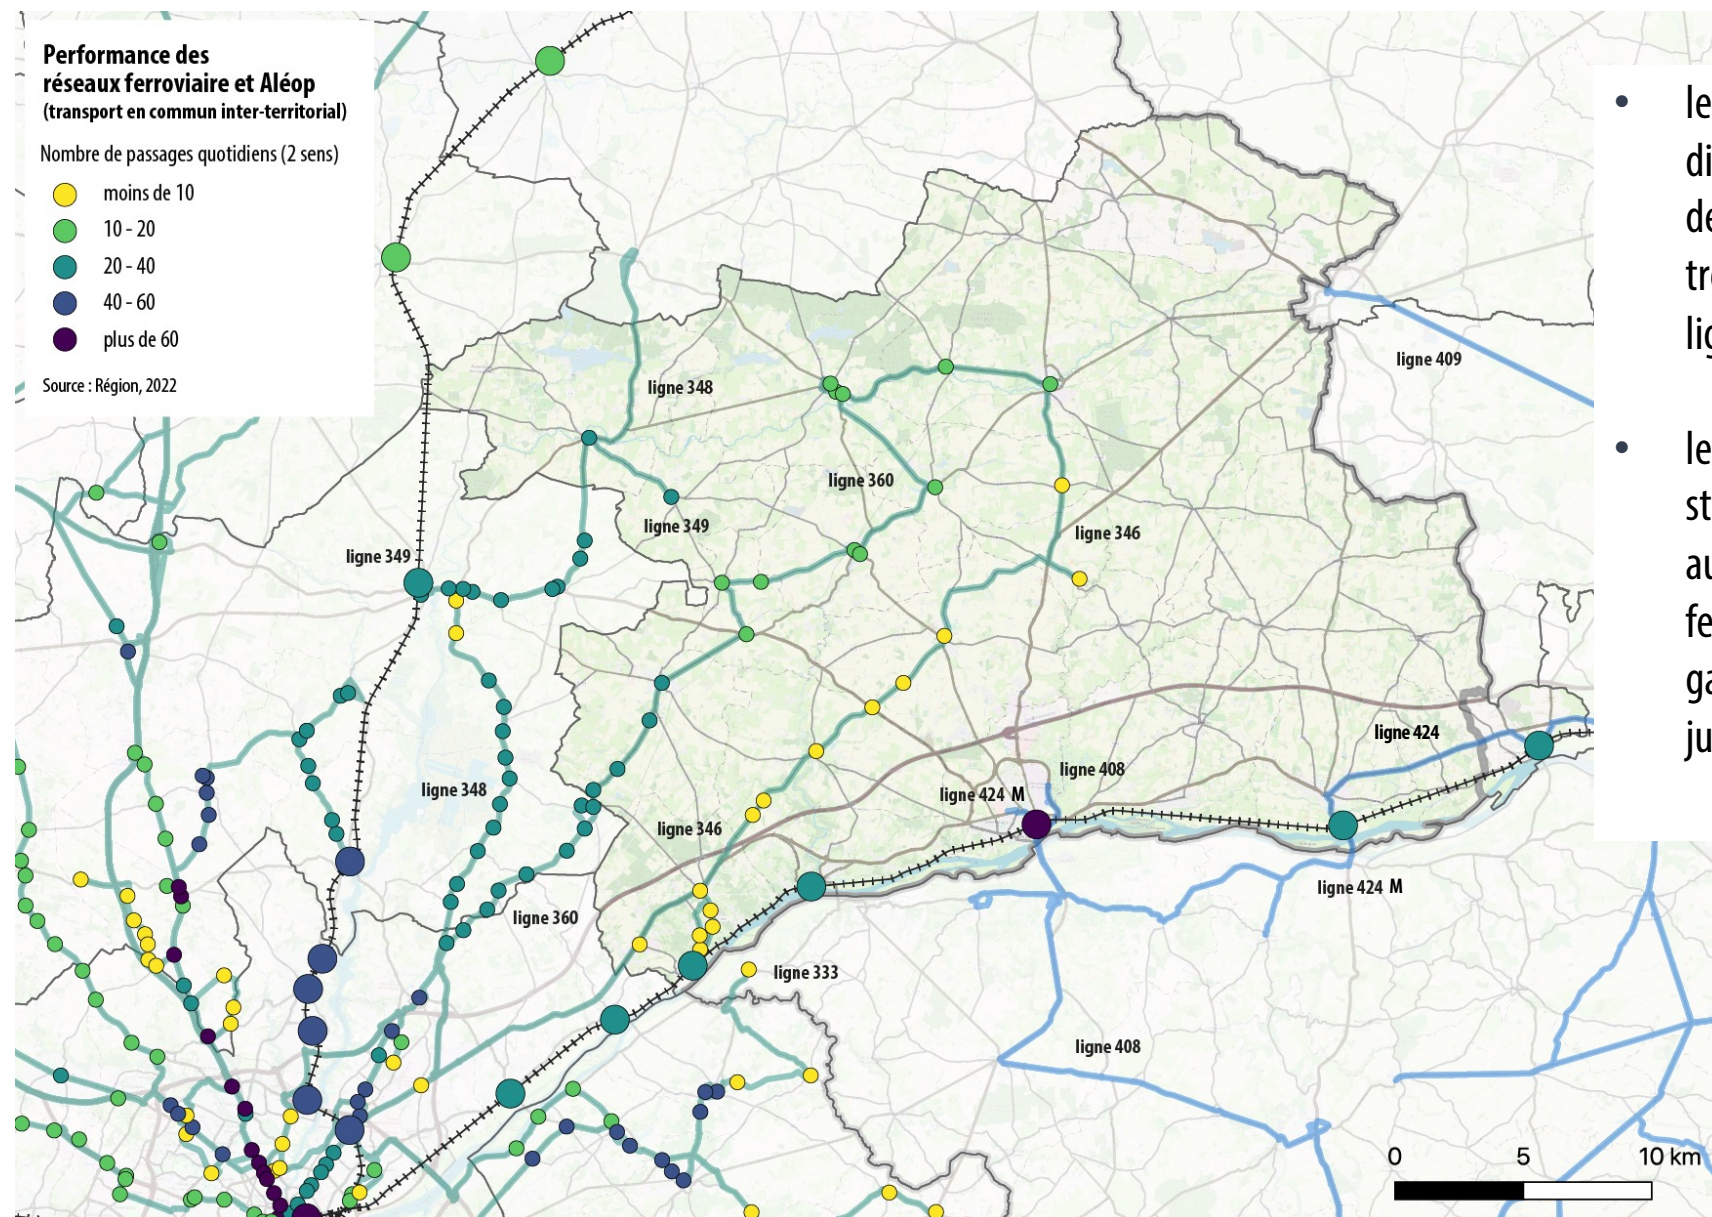 Performance des
réseaux ferroviaire et Aléop
(transport en commun inter-territorial)
Nombre de passages quotidiens (2 sens)
moins de 10
10 - 20
20 - 40
40 - 60
plus de 60
Source : Région, 2022
ligne 409
ligne 348
ligne 360
ligne 349
ligne 346
ligne 349
ligne 424
ligne 408
ligne 348
ligne 424 M
ligne 346
ligne 424 M
ligne 360
ligne 333
ligne 408
0 5 10 km
• le
di
de
tr
lig
• le
st
au
fe
ga
ju